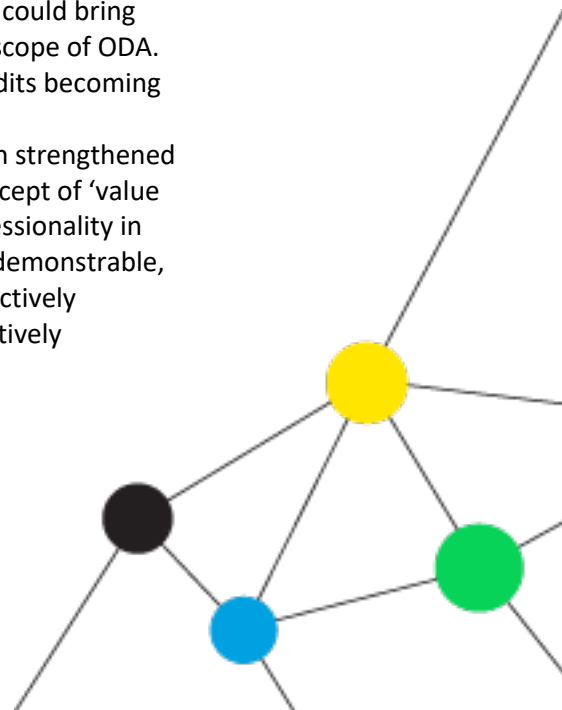 could bring
scope of ODA.
dits becoming
n strengthened
cept of ‘value
essionality in
demonstrable,
ctively
tively